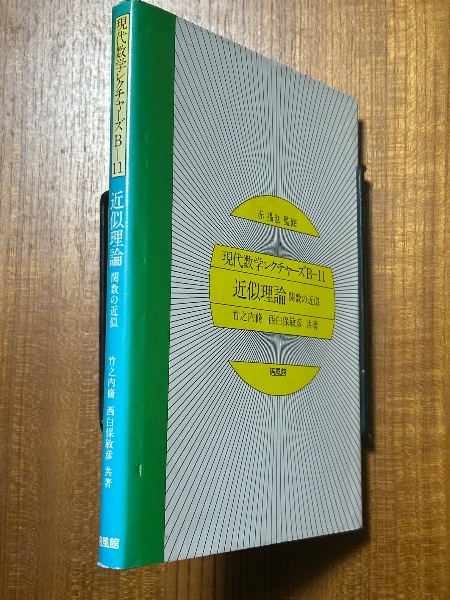 現代数学レクチャーズ B—11
近似理論 関数の近似
竹之内脩 西白保敏彦 共著
培風館
赤攝也 監修
現代数学レクチャーズ B-11
近似理論 関数の近似
竹之内脩 西白保敏彦 共著
培風館